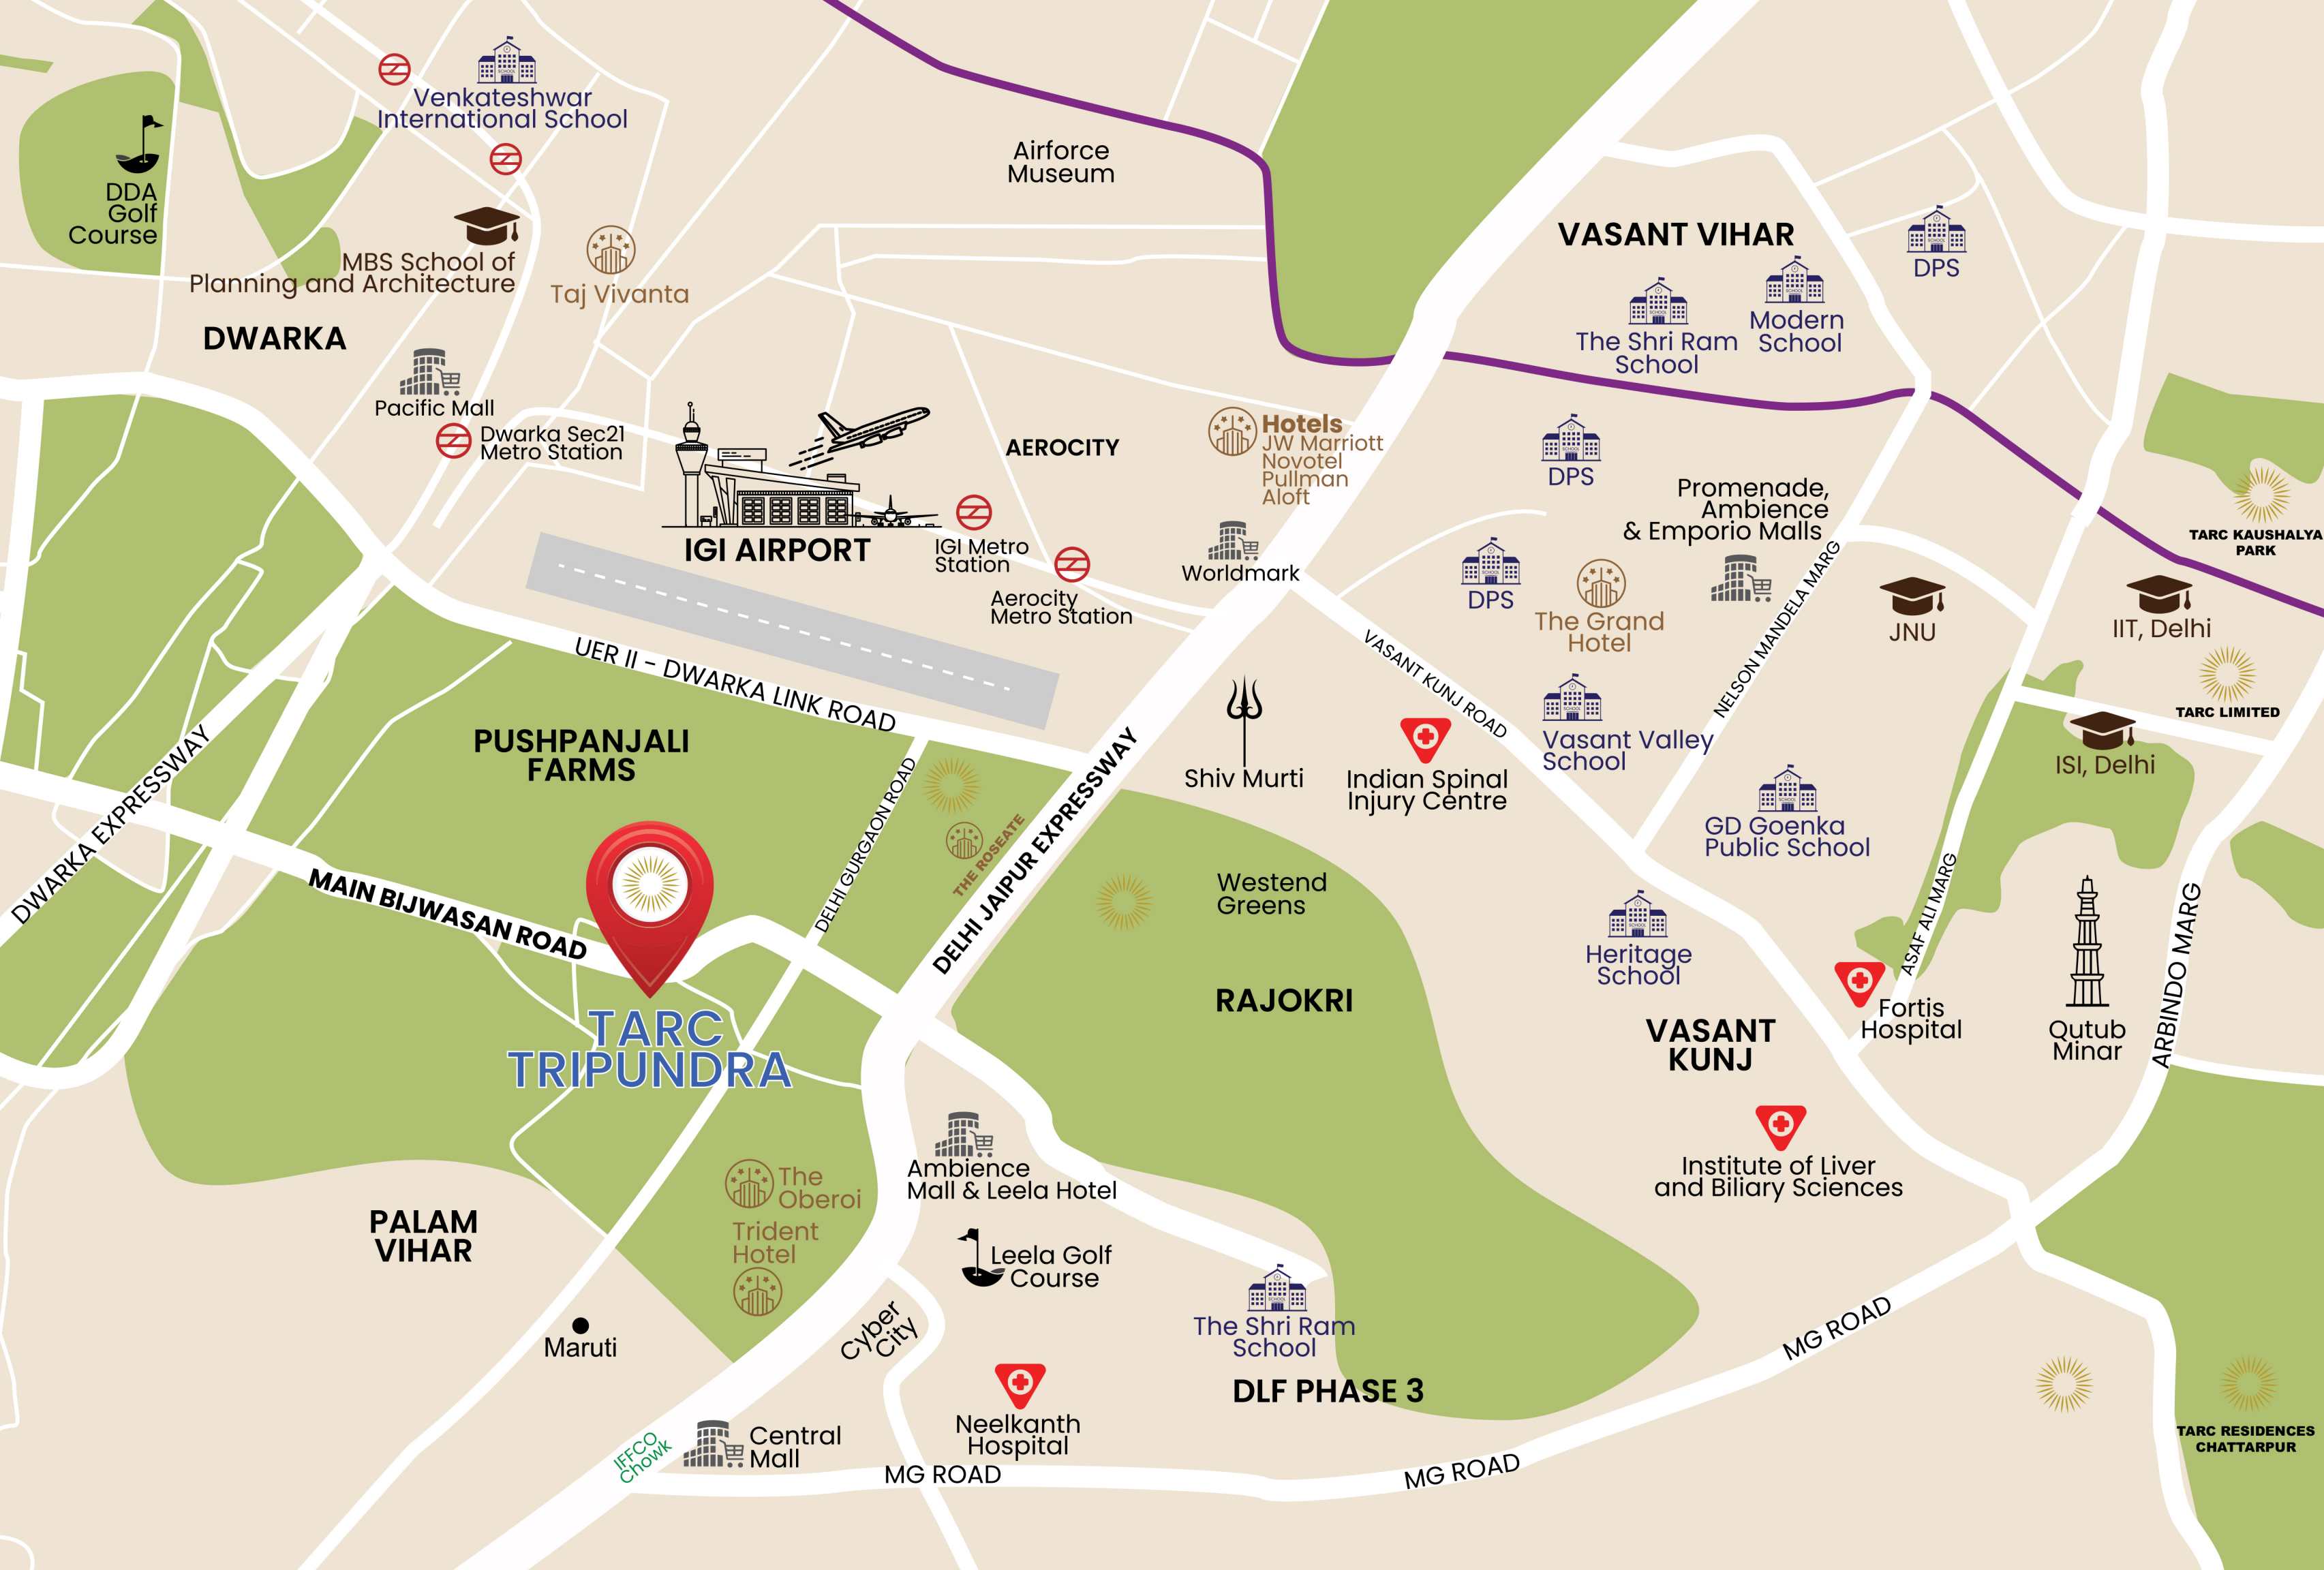 Venkateshwar
International School
DDA
Golf
Course
MBS School of
Planning and Architecture
Taj Vivanta
DWARKA
Pacific Mall
Dwarka Sec21
Metro Station
Airforce
Museum
IGI AIRPORT
AEROCITY
IGI Metro
Station
Aerocity
Metro Station
Hotels
JW Marriott
Novotel
Pullman
Aloft
Worldmark
VASANT VIHAR
The Shri Ram
School
Modern
School
DPS
DPS
DPS
Promenade,
Ambience
& Emporio Malls
The Grand
Hotel
NELSON MANDELA MARG
JNU
IIT, Delhi
TARC KAUSHALYA
PARK
TARC LIMITED
ISI, Delhi
VASANT KUNJ ROAD
Vasant Valley
School
GD Goenka
Public School
Shiv Murti
Indian Spinal
Injury Centre
UER II - DWARKA LINK ROAD
PUSHPANJALI
FARMS
DWARKA EXPRESSWAY
MAIN BIJWASAN ROAD
DELHI GURGAON ROAD
THE ROSEATE
DELHI JAIPUR EXPRESSWAY
Westend
Greens
RAJOKRI
TARC
TRIPUNDRA
Heritage
School
ASAF ALI MARG
Fortis
Hospital
VASANT
KUNJ
Qutub
Minar
ARBINDO MARG
Institute of Liver
and Biliary Sciences
PALAM
VIHAR
The
Oberoi
Trident
Hotel
Ambience
Mall & Leela Hotel
Leela Golf
Course
Maruti
Cyber
City
The Shri Ram
School
DLF PHASE 3
Neelkanth
Hospital
IFFCO
Chowk
Central
Mall
MG ROAD
MG ROAD
MG ROAD
TARC RESIDENCES
CHATTARPUR